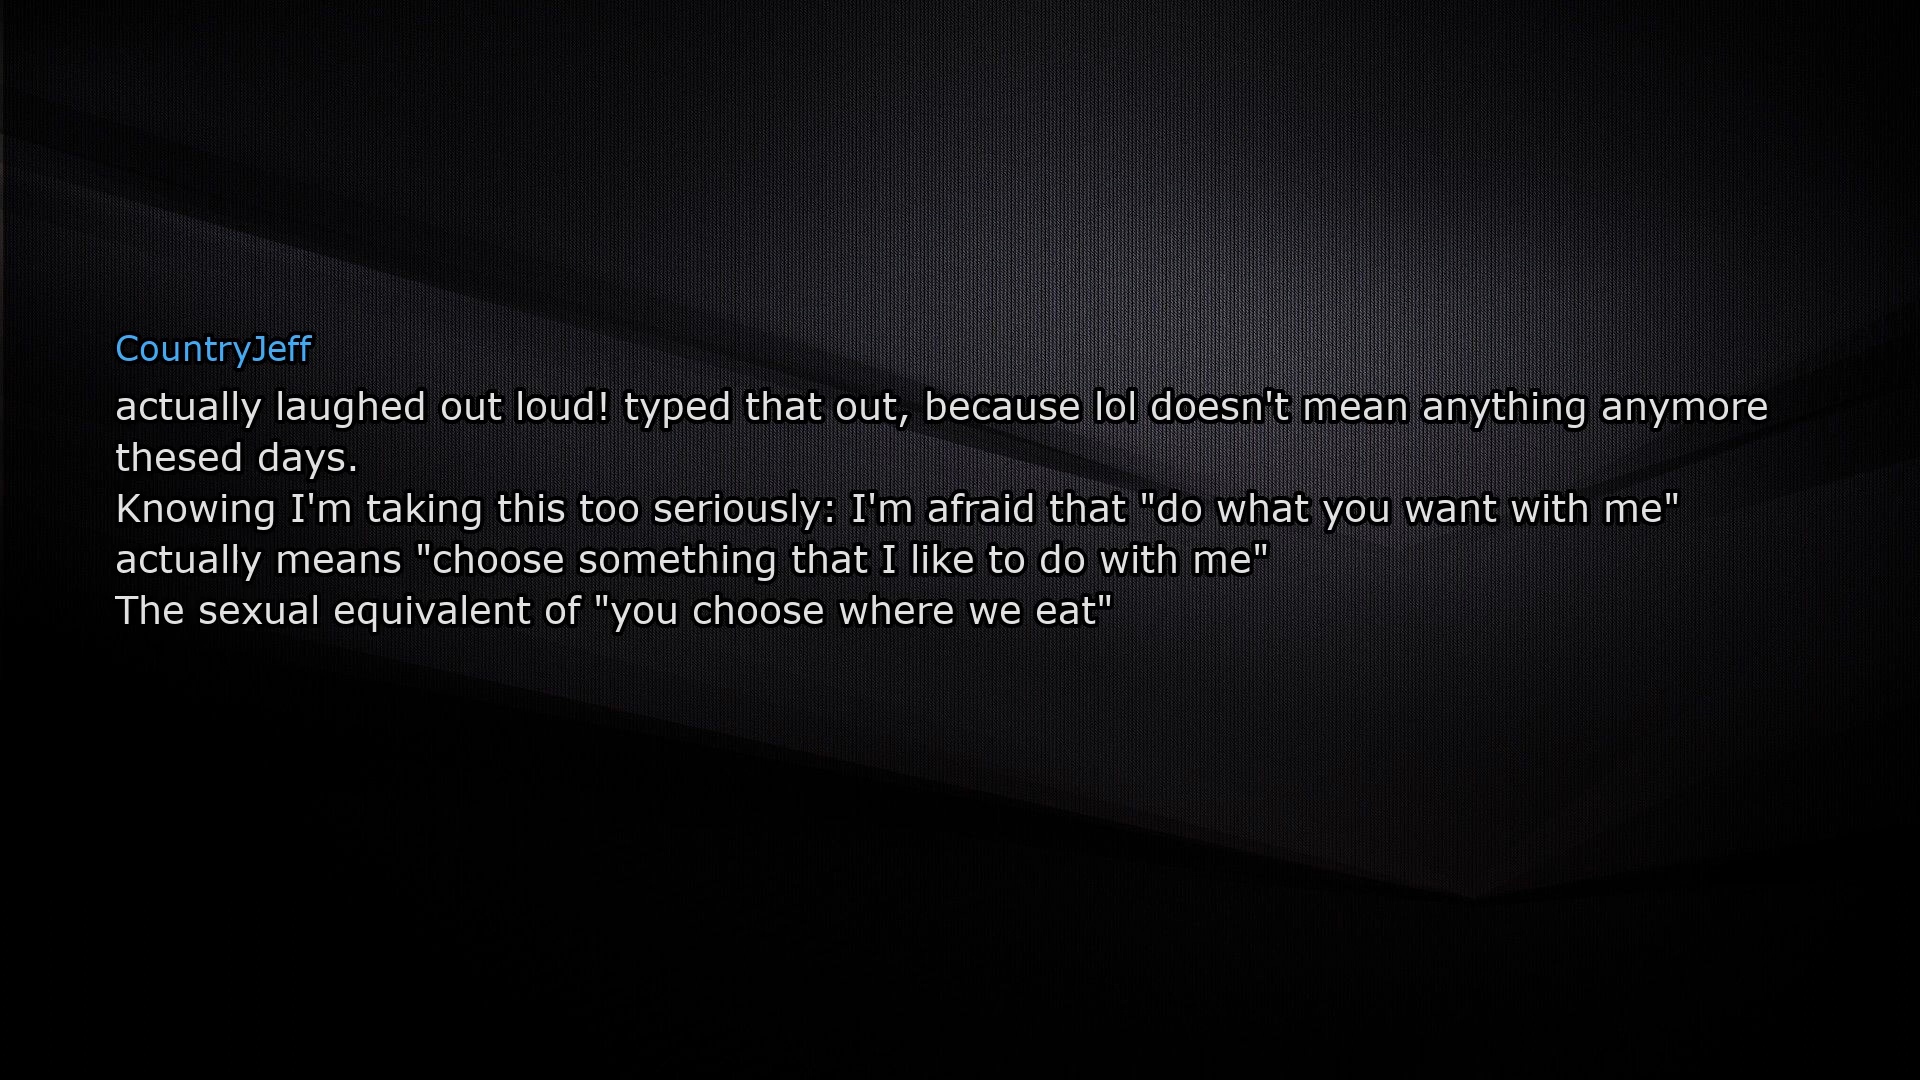 CountryJeff
actually laughed out loud! typed that out, because lol doesn't mean anything anymore
thesed days.
Knowing I'm taking this too seriously: I'm afraid that "do what you want with me"
actually means "choose something that I like to do with me"
The sexual equivalent of "you choose where we eat"